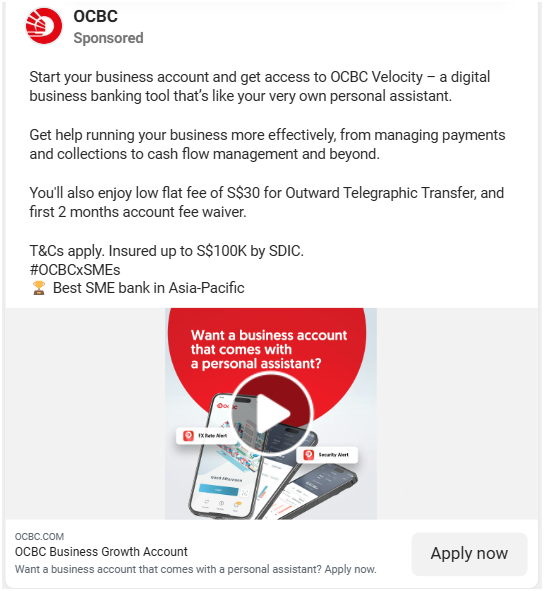 OCBC
Sponsored
Start your business account and get access to OCBC Velocity – a digital
business banking tool that's like your very own personal assistant.
Get help running your business more effectively, from managing payments
and collections to cash flow management and beyond.
You'll also enjoy low flat fee of S$30 for Outward Telegraphic Transfer, and
first 2 months account fee waiver.
T&Cs apply. Insured up to S$100K by SDIC.
#OCBCxSMEs
🏆 Best SME bank in Asia-Pacific
Want a business account
that comes with
a personal assistant?
OCBC
FX Rate Alert
Security Alert
Good afternoon
OCBC.COM
OCBC Business Growth Account
Want a business account that comes with a personal assistant? Apply now.
Apply now